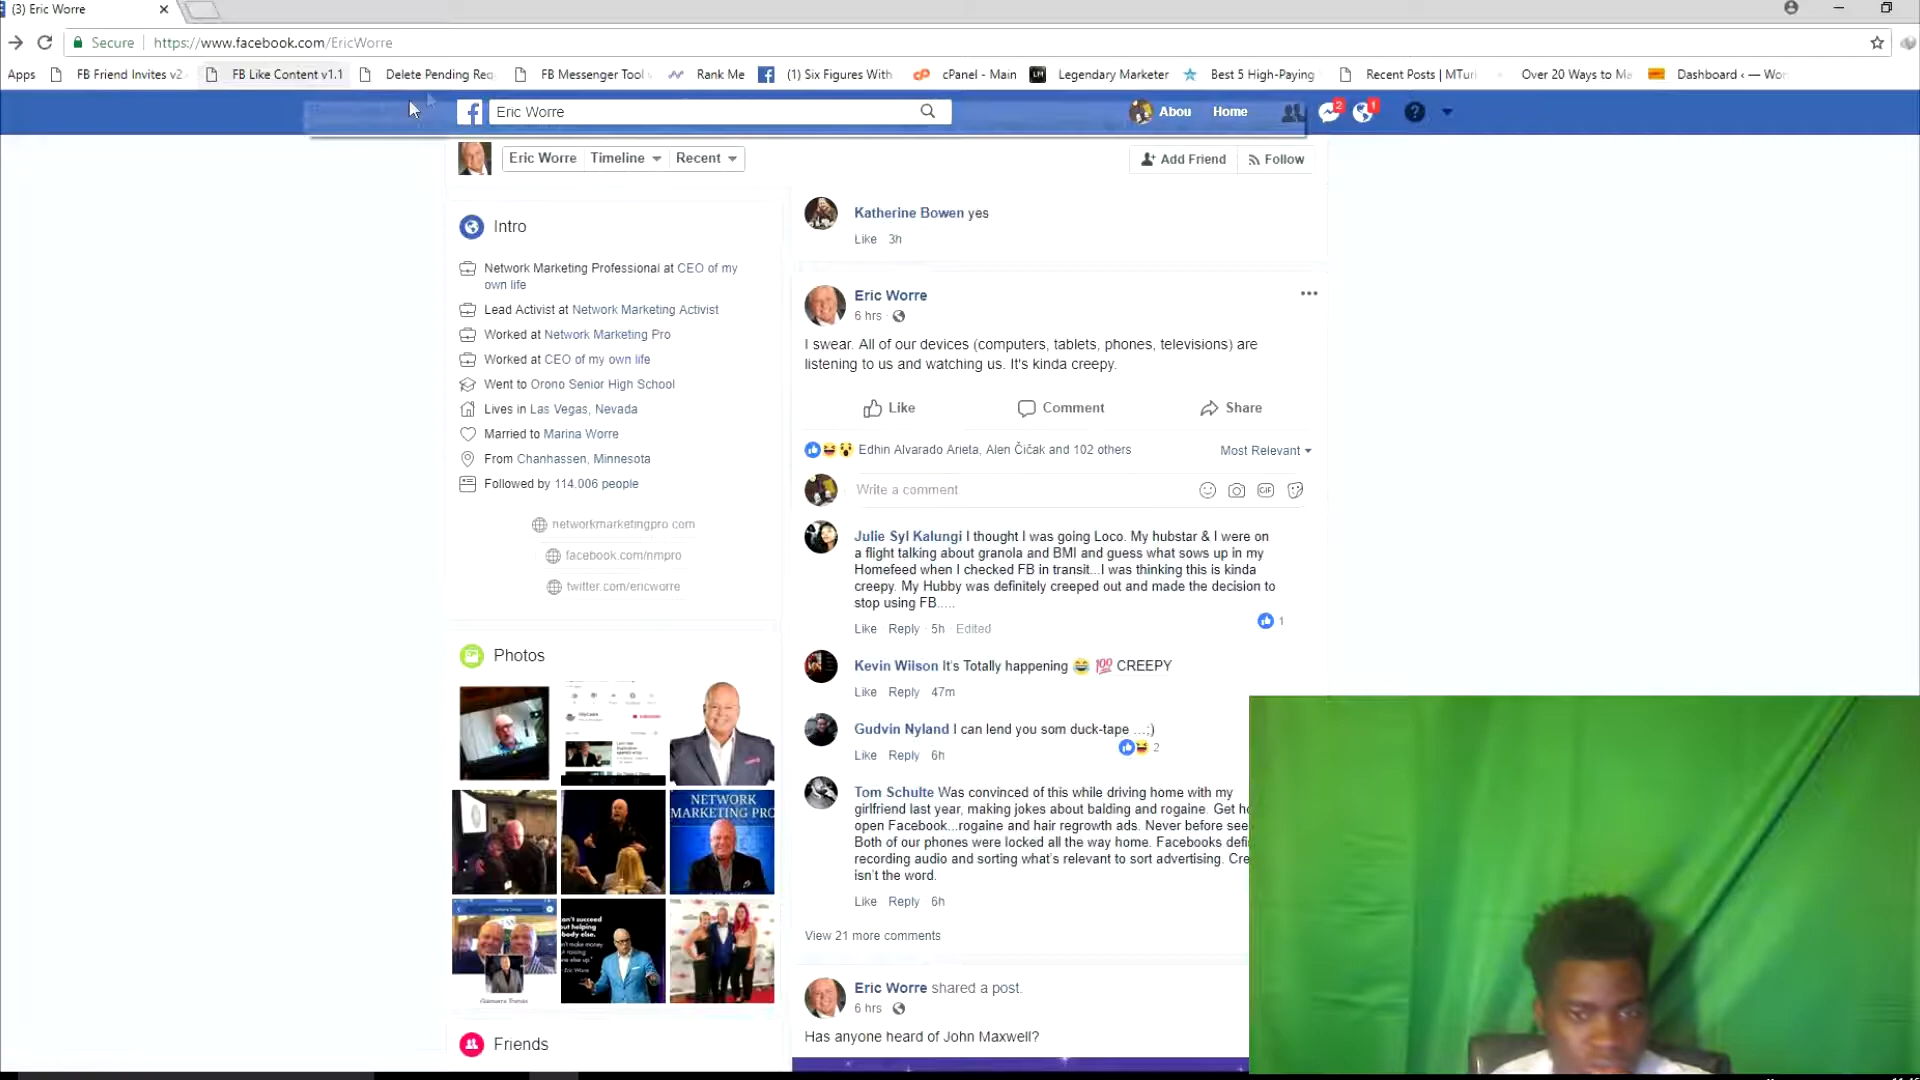 (3) Eric Worre
Secure https://www.facebook.com/EricWorre
Apps FB Friend Invites v2. FB Like Content v1.1 Delete Pending Req FB Messenger Tool Rank Me (1) Six Figures With cPanel - Main Legendary Marketer Best 5 High-Paying Recent Posts | MTuri Over 20 Ways to Ma Dashboard ‹ — Won
Eric Worre Abou Home 2 1
Eric Worre Timeline Recent Add Friend Follow
Intro
Network Marketing Professional at CEO of my
own life
Lead Activist at Network Marketing Activist
Worked at Network Marketing Pro
Worked at CEO of my own life
Went to Orono Senior High School
Lives in Las Vegas, Nevada
Married to Marina Worre
From Chanhassen, Minnesota
Followed by 114.006 people
networkmarketingpro com
facebook.com/nmpro
twitter.com/ericworre
Photos
NETWORK
MARKETING PRO
an't succeed
ut helping
body else.
Friends
Katherine Bowen yes
Like 3h
Eric Worre
6 hrs
I swear. All of our devices (computers, tablets, phones, televisions) are
listening to us and watching us. It's kinda creepy.
Like Comment Share
Edhin Alvarado Arieta, Alen Čičak and 102 others Most Relevant
Write a comment GIF
Julie Syl Kalungi I thought I was going Loco. My hubstar & I were on
a flight talking about granola and BMI and guess what sows up in my
Homefeed when I checked FB in transit...I was thinking this is kinda
creepy. My Hubby was definitely creeped out and made the decision to
stop using FB.....
Like Reply 5h Edited 1
Kevin Wilson It's Totally happening 😂 💯 CREEPY
Like Reply 47m
Gudvin Nyland I can lend you som duck-tape ...;)
2
Like Reply 6h
Tom Schulte Was convinced of this while driving home with my
girlfriend last year, making jokes about balding and rogaine. Get ho
open Facebook...rogaine and hair regrowth ads. Never before see
Both of our phones were locked all the way home. Facebooks defi
recording audio and sorting what's relevant to sort advertising. Cre
isn't the word.
Like Reply 6h
View 21 more comments
Eric Worre shared a post.
6 hrs
Has anyone heard of John Maxwell?